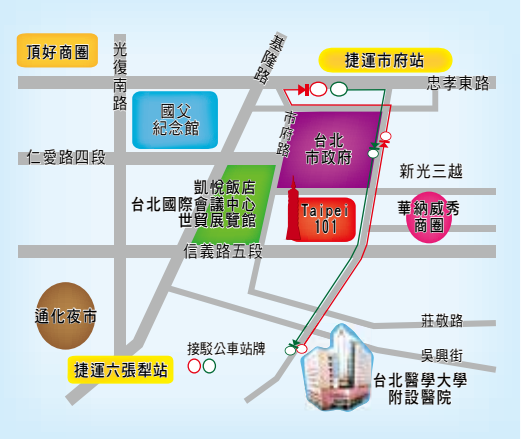 頂好商圈
光復南路
基隆路
捷運市府站
忠孝東路
國父
紀念館
市府路
台北
市政府
仁愛路四段
新光三越
凱悅飯店
台北國際會議中心
世貿展覽館
Taipei
101
華納威秀
商圈
信義路五段
通化夜市
莊敬路
接駁公車站牌
吳興街
捷運六張犁站
台北醫學大學
附設醫院